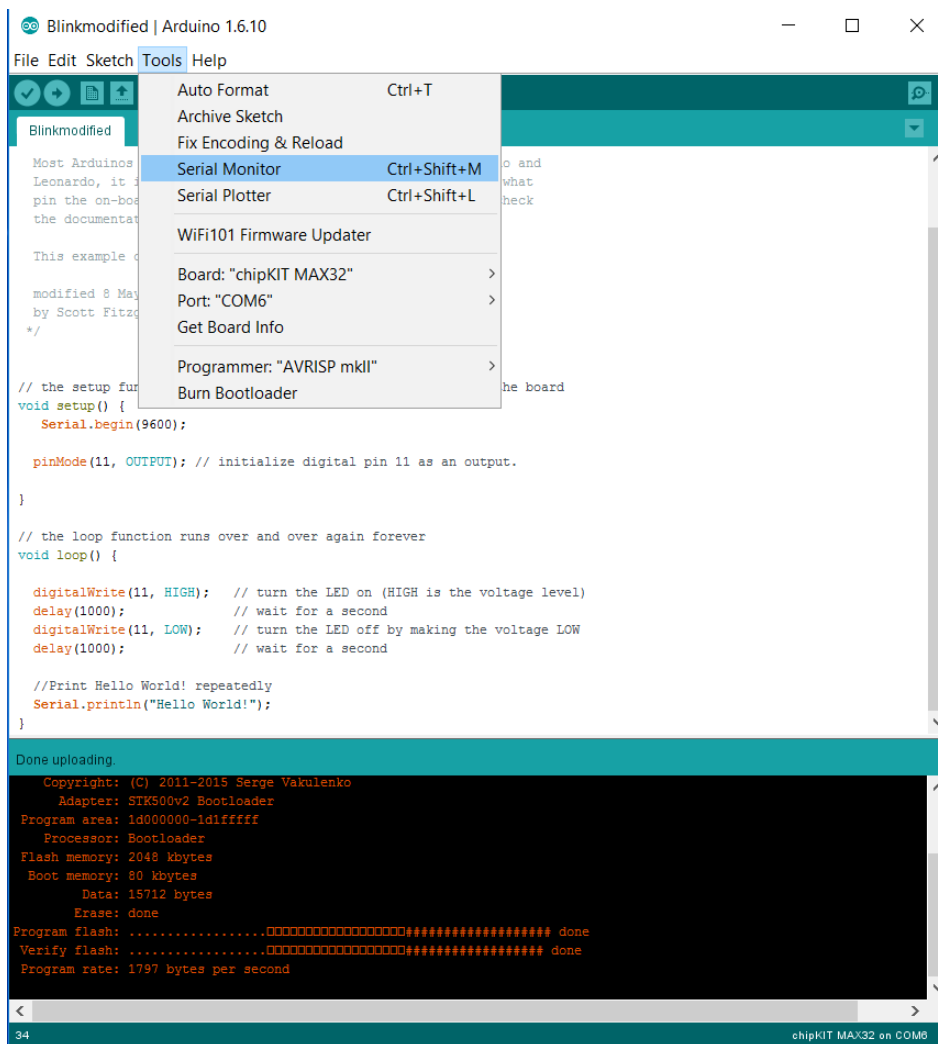 Blinkmodified | Arduino 1.6.10
File Edit Sketch Tools Help
Auto Format Ctrl+T
Archive Sketch
Fix Encoding & Reload
Serial Monitor Ctrl+Shift+M
Serial Plotter Ctrl+Shift+L
WiFi101 Firmware Updater
Board: "chipKIT MAX32"
Port: "COM6"
Get Board Info
Programmer: "AVRISP mkII"
Burn Bootloader
Blinkmodified
Most Arduinos and
Leonardo, it what
pin the on-boa heck
the documentat
This example
modified 8 May
by Scott Fitzg
*/
// the setup fun he board
void setup() {
Serial.begin(9600);
pinMode(11, OUTPUT); // initialize digital pin 11 as an output.
}
// the loop function runs over and over again forever
void loop() {
digitalWrite(11, HIGH); // turn the LED on (HIGH is the voltage level)
delay(1000); // wait for a second
digitalWrite(11, LOW); // turn the LED off by making the voltage LOW
delay(1000); // wait for a second
//Print Hello World! repeatedly
Serial.println("Hello World!");
}
Done uploading.
Copyright: (C) 2011-2015 Serge Vakulenko
Adapter: STK500v2 Bootloader
Program area: 1d000000-1d1fffff
Processor: Bootloader
Flash memory: 2048 kbytes
Boot memory: 80 kbytes
Data: 15712 bytes
Erase: done
Program flash: ..................□□□□□□□□□□□□□□□□□□################### done
Verify flash: ..................□□□□□□□□□□□□□□□□□□################## done
Program rate: 1797 bytes per second
34 chipKIT MAX32 on COM6